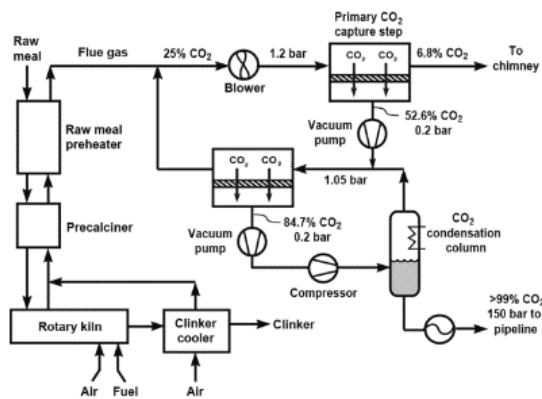 Raw
meal
Flue gas
25% CO₂
Blower
1.2 bar
Primary CO₂
capture step
CO₂ CO₂
6.8% CO₂
To
chimney
52.6% CO₂
0.2 bar
Vacuum
pump
Raw meal
preheater
CO₂ CO₂
1.05 bar
84.7% CO₂
0.2 bar
Vacuum
pump
Compressor
CO₂
condensation
column
Precalciner
Rotary kiln
Clinker
cooler
Clinker
>99% CO₂
150 bar to
pipeline
Air Fuel
Air